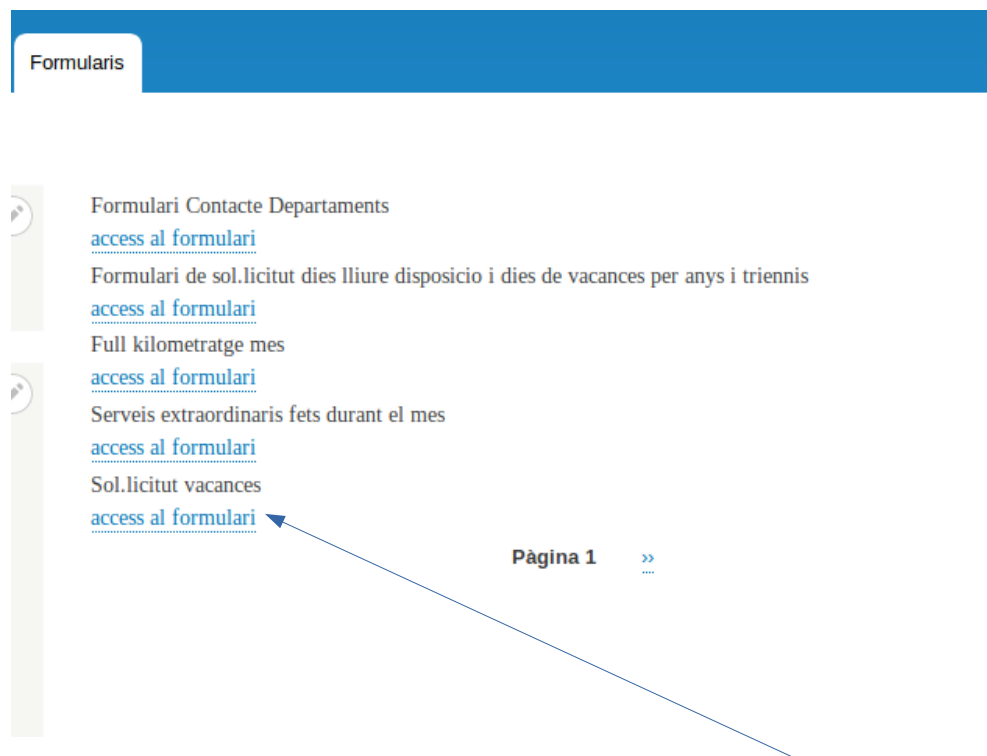 Formularis
Formulari Contacte Departaments
access al formulari
Formulari de sol.licitut dies lliure disposicio i dies de vacances per anys i triennis
access al formulari
Full kilometratge mes
access al formulari
Serveis extraordinaris fets durant el mes
access al formulari
Sol.licitut vacances
access al formulari
Pàgina 1 ››